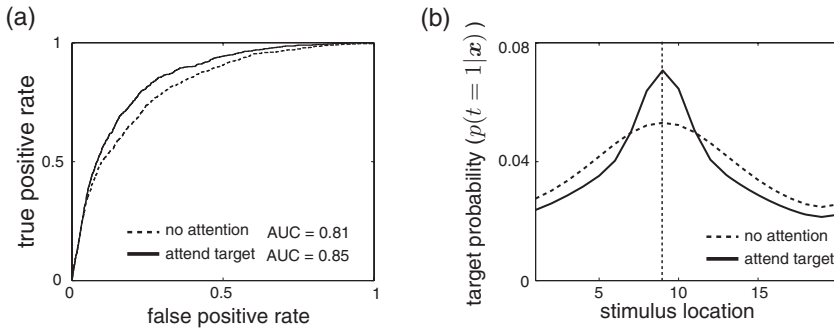 (a)
1
true positive rate
0.5
no attention AUC = 0.81
attend target AUC = 0.85
0
0 0.5 1
false positive rate
(b)
0.08
target probability (p(t = 1|x))
0.04
no attention
attend target
0
5 10 15
stimulus location